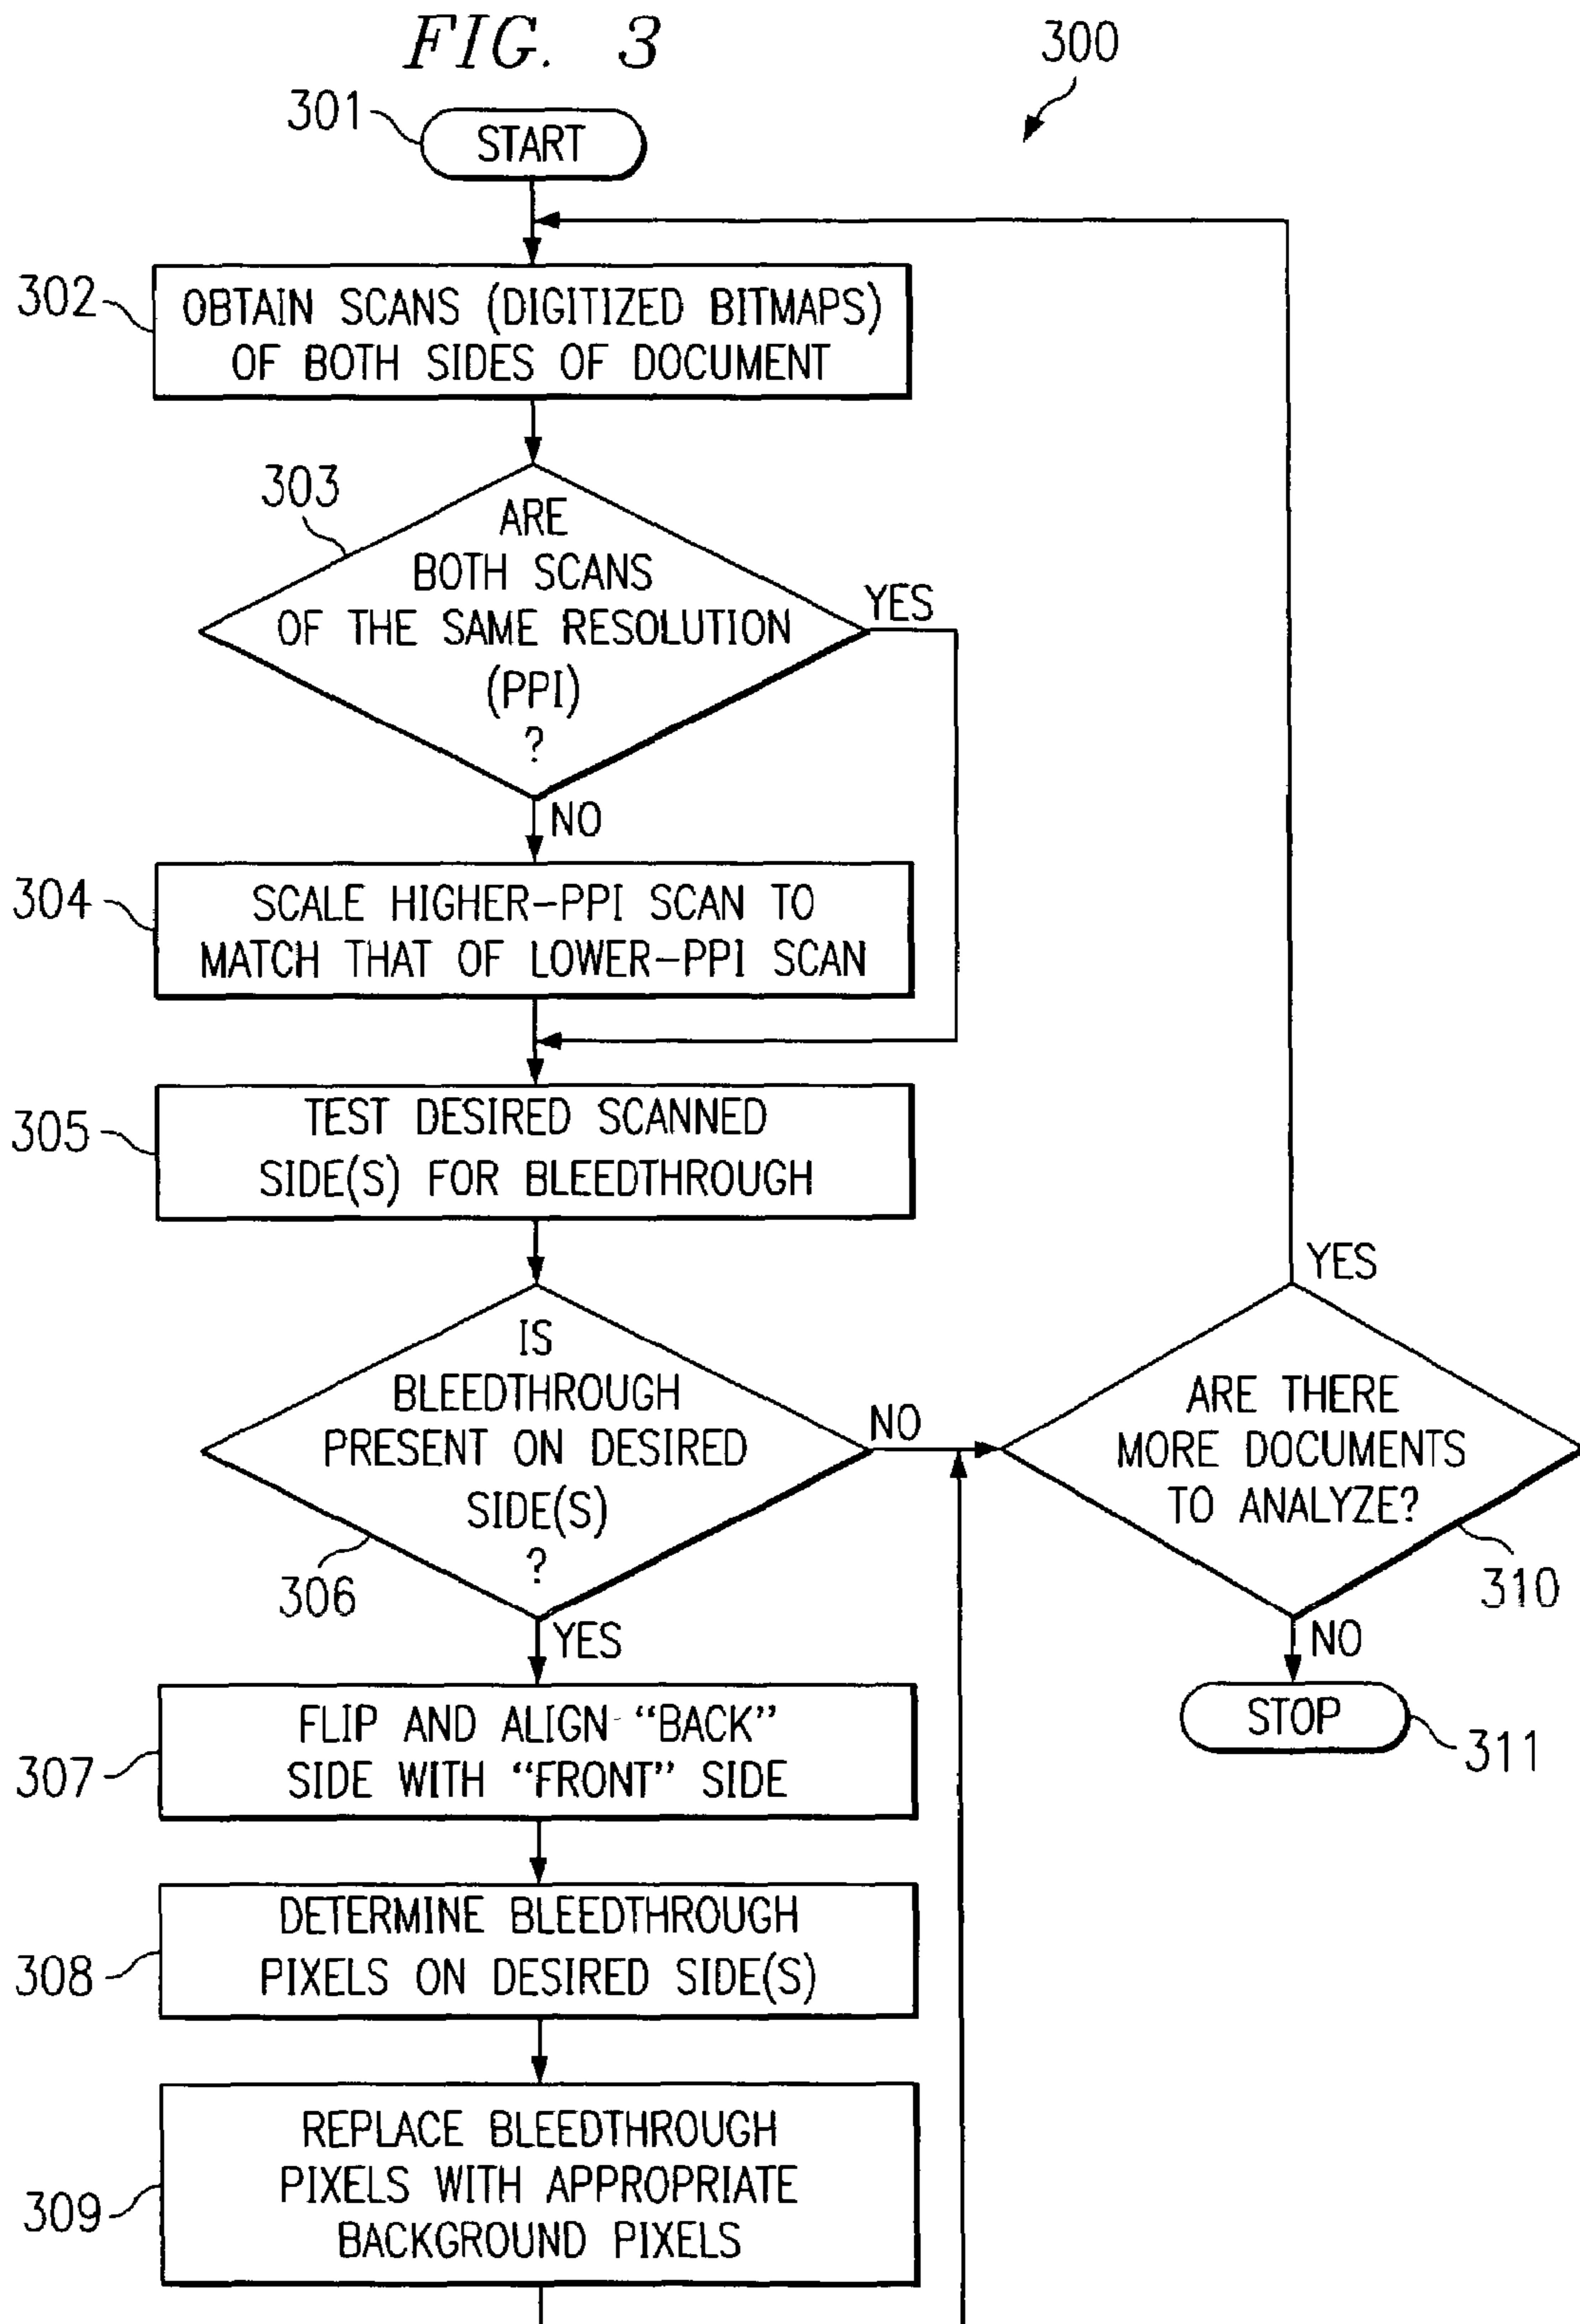 FIG. 3
300
301
START
302
OBTAIN SCANS (DIGITIZED BITMAPS)
OF BOTH SIDES OF DOCUMENT
303
ARE
BOTH SCANS
OF THE SAME RESOLUTION
(PPI)
?
YES
NO
304
SCALE HIGHER-PPI SCAN TO
MATCH THAT OF LOWER-PPI SCAN
305
TEST DESIRED SCANNED
SIDE(S) FOR BLEEDTHROUGH
IS
BLEEDTHROUGH
PRESENT ON DESIRED
SIDE(S)
?
306
NO
YES
ARE THERE
MORE DOCUMENTS
TO ANALYZE?
310
YES
NO
STOP
311
307
FLIP AND ALIGN "BACK"
SIDE WITH "FRONT" SIDE
308
DETERMINE BLEEDTHROUGH
PIXELS ON DESIRED SIDE(S)
309
REPLACE BLEEDTHROUGH
PIXELS WITH APPROPRIATE
BACKGROUND PIXELS